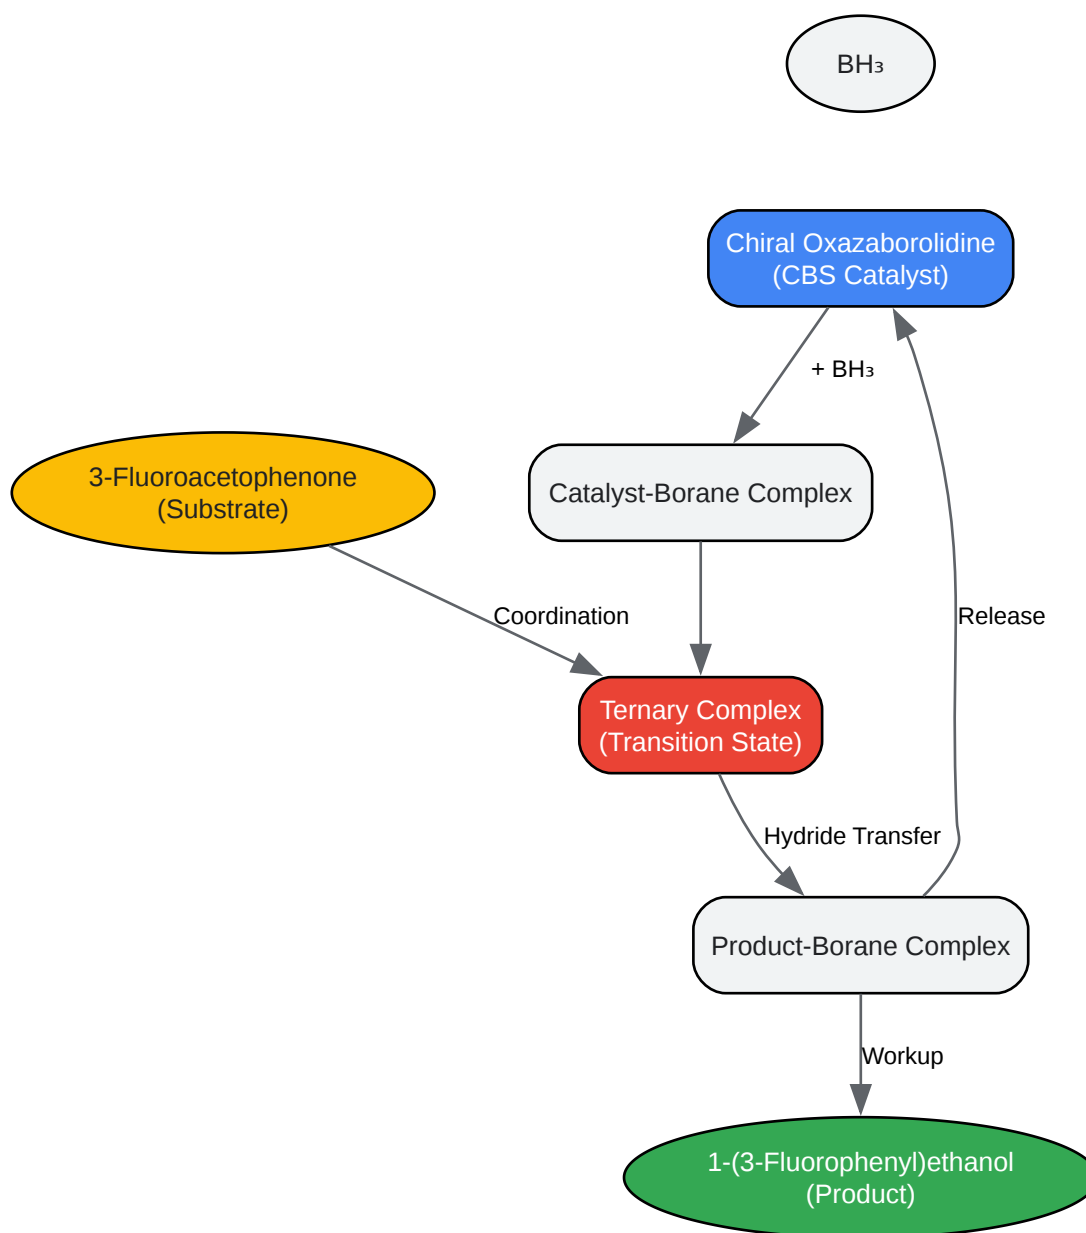 BH₃
Chiral Oxazaborolidine
(CBS Catalyst)
+ BH₃
3-Fluoroacetophenone
(Substrate)
Catalyst-Borane Complex
Coordination
Release
Ternary Complex
(Transition State)
Hydride Transfer
Product-Borane Complex
Workup
1-(3-Fluorophenyl)ethanol
(Product)